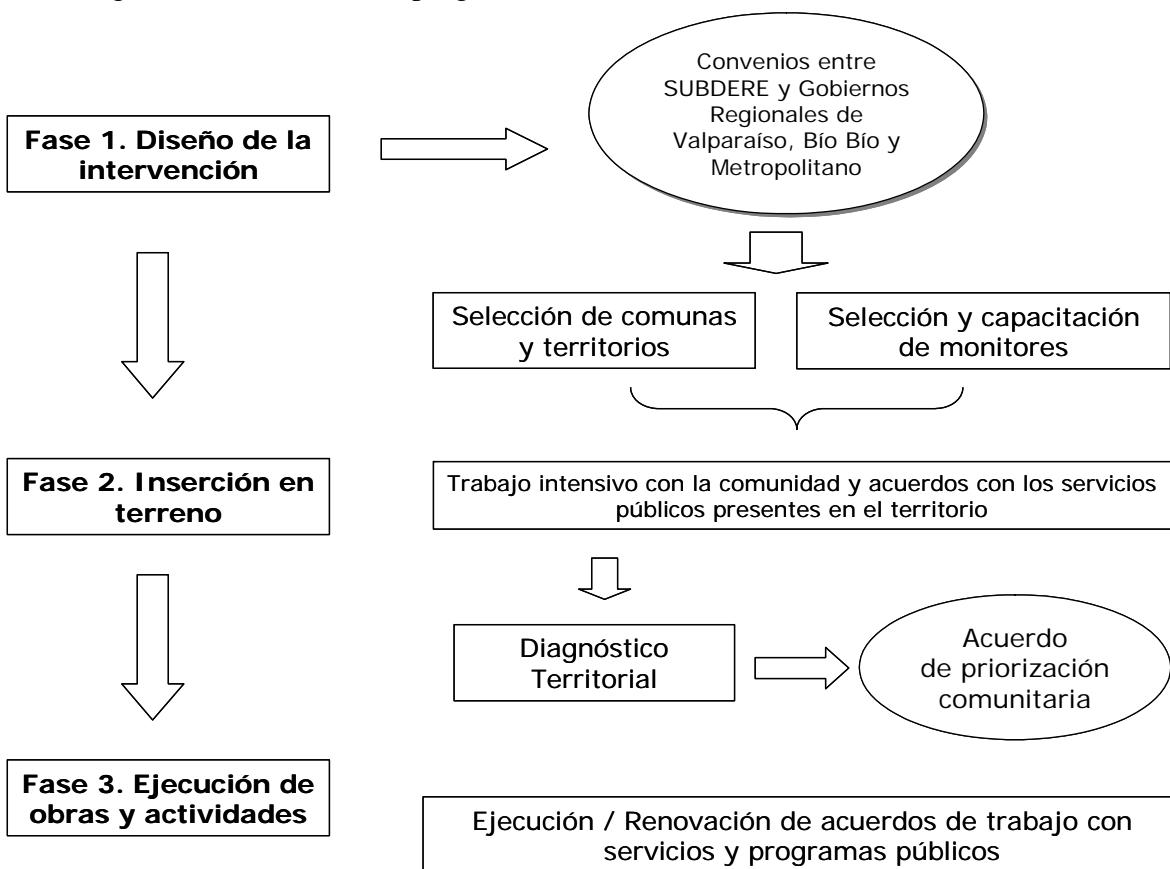 Convenios entre
SUBDERE y Gobiernos
Regionales de
Valparaíso, Bío Bío y
Metropolitano
Fase 1. Diseño de la
intervención
Selección de comunas
y territorios
Selección y capacitación
de monitores
Fase 2. Inserción en
terreno
Trabajo intensivo con la comunidad y acuerdos con los servicios
públicos presentes en el territorio
Diagnóstico
Territorial
Acuerdo
de priorización
comunitaria
Fase 3. Ejecución de
obras y actividades
Ejecución / Renovación de acuerdos de trabajo con
servicios y programas públicos